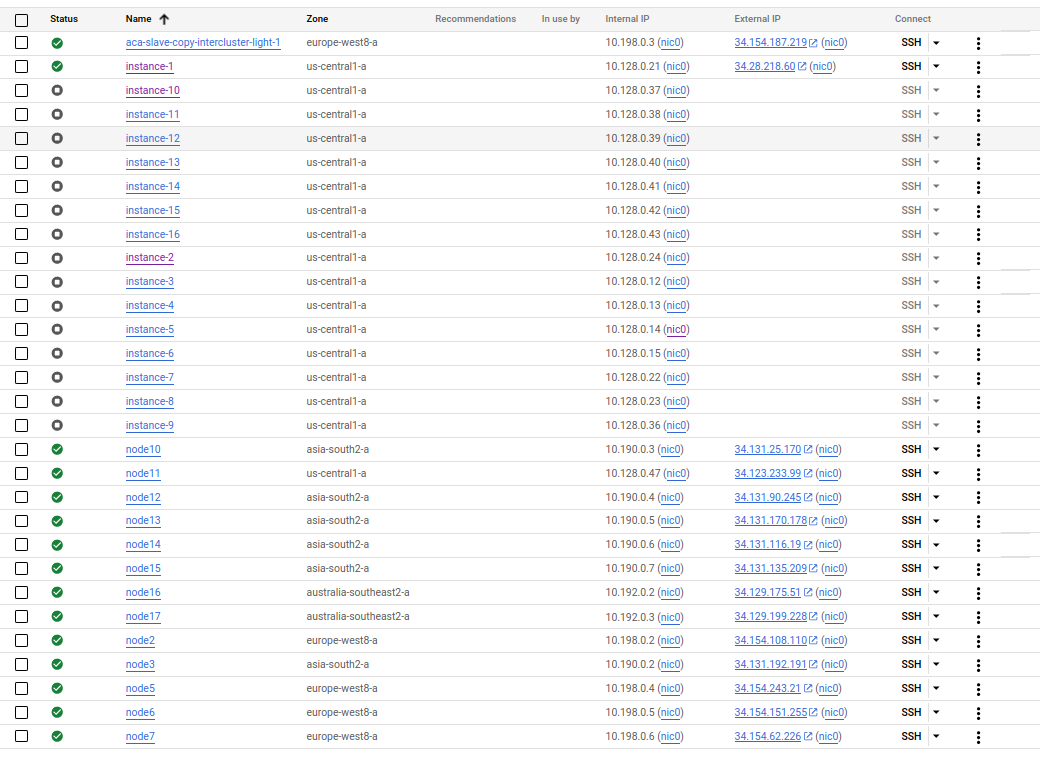 Status Name Zone Recommendations In use by Internal IP External IP Connect
aca-slave-copy-intercluster-light-1 europe-west8-a 10.198.0.3 (nic0) 34.154.187.219 (nic0) SSH
instance-1 us-central1-a 10.128.0.21 (nic0) 34.28.218.60 (nic0) SSH
instance-10 us-central1-a 10.128.0.37 (nic0) SSH
instance-11 us-central1-a 10.128.0.38 (nic0) SSH
instance-12 us-central1-a 10.128.0.39 (nic0) SSH
instance-13 us-central1-a 10.128.0.40 (nic0) SSH
instance-14 us-central1-a 10.128.0.41 (nic0) SSH
instance-15 us-central1-a 10.128.0.42 (nic0) SSH
instance-16 us-central1-a 10.128.0.43 (nic0) SSH
instance-2 us-central1-a 10.128.0.24 (nic0) SSH
instance-3 us-central1-a 10.128.0.12 (nic0) SSH
instance-4 us-central1-a 10.128.0.13 (nic0) SSH
instance-5 us-central1-a 10.128.0.14 (nic0) SSH
instance-6 us-central1-a 10.128.0.15 (nic0) SSH
instance-7 us-central1-a 10.128.0.22 (nic0) SSH
instance-8 us-central1-a 10.128.0.23 (nic0) SSH
instance-9 us-central1-a 10.128.0.36 (nic0) SSH
node10 asia-south2-a 10.190.0.3 (nic0) 34.131.25.170 (nic0) SSH
node11 us-central1-a 10.128.0.47 (nic0) 34.123.233.99 (nic0) SSH
node12 asia-south2-a 10.190.0.4 (nic0) 34.131.90.245 (nic0) SSH
node13 asia-south2-a 10.190.0.5 (nic0) 34.131.170.178 (nic0) SSH
node14 asia-south2-a 10.190.0.6 (nic0) 34.131.116.19 (nic0) SSH
node15 asia-south2-a 10.190.0.7 (nic0) 34.131.135.209 (nic0) SSH
node16 australia-southeast2-a 10.192.0.2 (nic0) 34.129.175.51 (nic0) SSH
node17 australia-southeast2-a 10.192.0.3 (nic0) 34.129.199.228 (nic0) SSH
node2 europe-west8-a 10.198.0.2 (nic0) 34.154.108.110 (nic0) SSH
node3 asia-south2-a 10.190.0.2 (nic0) 34.131.192.191 (nic0) SSH
node5 europe-west8-a 10.198.0.4 (nic0) 34.154.243.21 (nic0) SSH
node6 europe-west8-a 10.198.0.5 (nic0) 34.154.151.255 (nic0) SSH
node7 europe-west8-a 10.198.0.6 (nic0) 34.154.62.226 (nic0) SSH